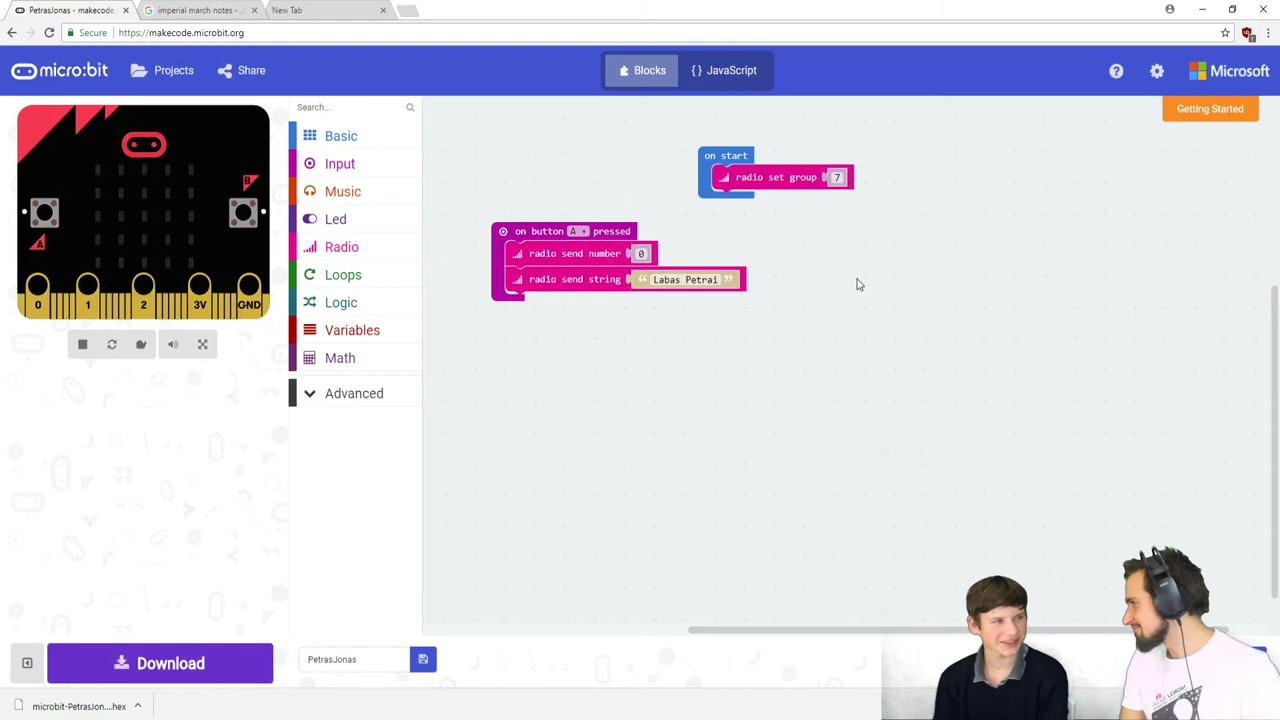 PetrasJonas - makecode.m
imperial march notes -
New Tab
Secure
https://makecode.microbit.org
micro:bit
Projects
Share
Blocks
{} JavaScript
Microsoft
Getting Started
Search...
Basic
Input
Music
Led
Radio
Loops
Logic
Variables
Math
Advanced
B
A
0
1
2
3V
GND
on start
radio set group 7
on button A pressed
radio send number 0
radio send string “ Labas Petrai ”
Download
PetrasJonas
microbit-PetrasJon....hex